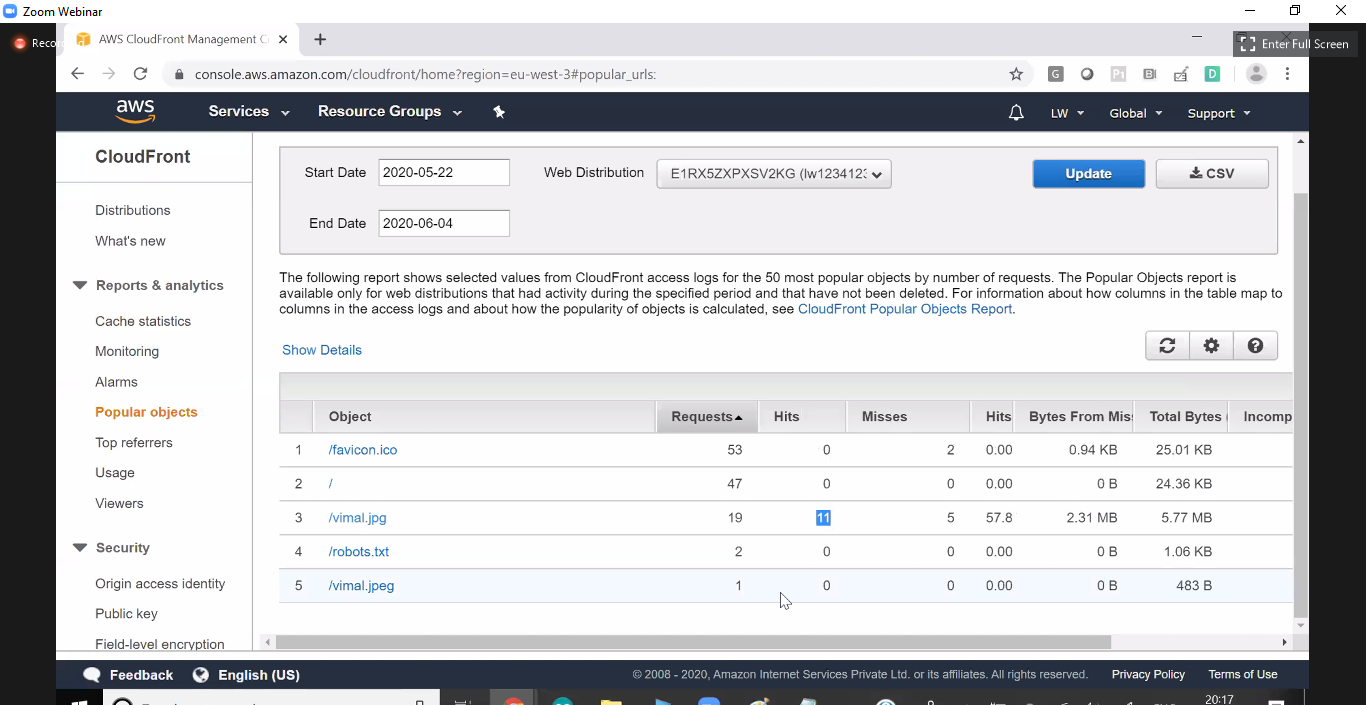 Zoom Webinar
Recor
AWS CloudFront Management C
Enter Full Screen
console.aws.amazon.com/cloudfront/home?region=eu-west-3#popular_urls:
aws Services Resource Groups LW Global Support
CloudFront
Distributions
What's new
Reports & analytics
Cache statistics
Monitoring
Alarms
Popular objects
Top referrers
Usage
Viewers
Security
Origin access identity
Public key
Field-level encryption
Start Date 2020-05-22 Web Distribution E1RX5ZXPXSV2KG (lw1234123 Update CSV
End Date 2020-06-04
The following report shows selected values from CloudFront access logs for the 50 most popular objects by number of requests. The Popular Objects report is
available only for web distributions that had activity during the specified period and that have not been deleted. For information about how columns in the table map to
columns in the access logs and about how the popularity of objects is calculated, see CloudFront Popular Objects Report.
Show Details
Object Requests Hits Misses Hits Bytes From Mis Total Bytes Incomp
1 /favicon.ico 53 0 2 0.00 0.94 KB 25.01 KB
2 / 47 0 0 0.00 0 B 24.36 KB
3 /vimal.jpg 19 11 5 57.8 2.31 MB 5.77 MB
4 /robots.txt 2 0 0 0.00 0 B 1.06 KB
5 /vimal.jpeg 1 0 0 0.00 0 B 483 B
Feedback English (US) © 2008 - 2020, Amazon Internet Services Private Ltd. or its affiliates. All rights reserved. Privacy Policy Terms of Use
20:17